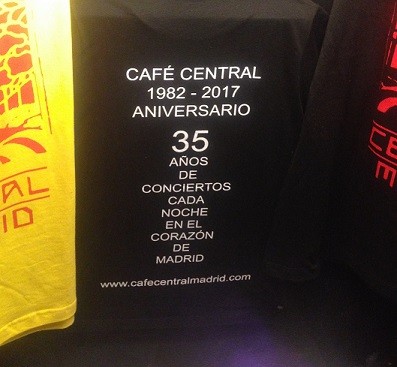 CAFÉ CENTRAL
1982 - 2017
ANIVERSARIO
35
AÑOS
DE
CONCIERTOS
CADA
NOCHE
EN EL
CORAZÓN
DE
MADRID
www.cafecentralmadrid.com